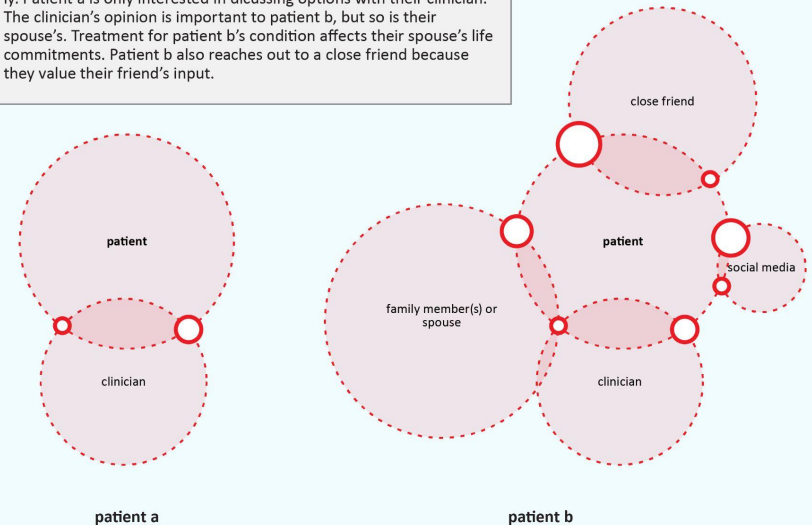 ly. Patient a is only interested in dicussing options with their clinician.
The clinician's opinion is important to patient b, but so is their
spouse's. Treatment for patient b's condition affects their spouse's life
commitments. Patient b also reaches out to a close friend because
they value their friend's input.
close friend
patient
patient
social media
family member(s) or
spouse
clinician
clinician
patient a
patient b